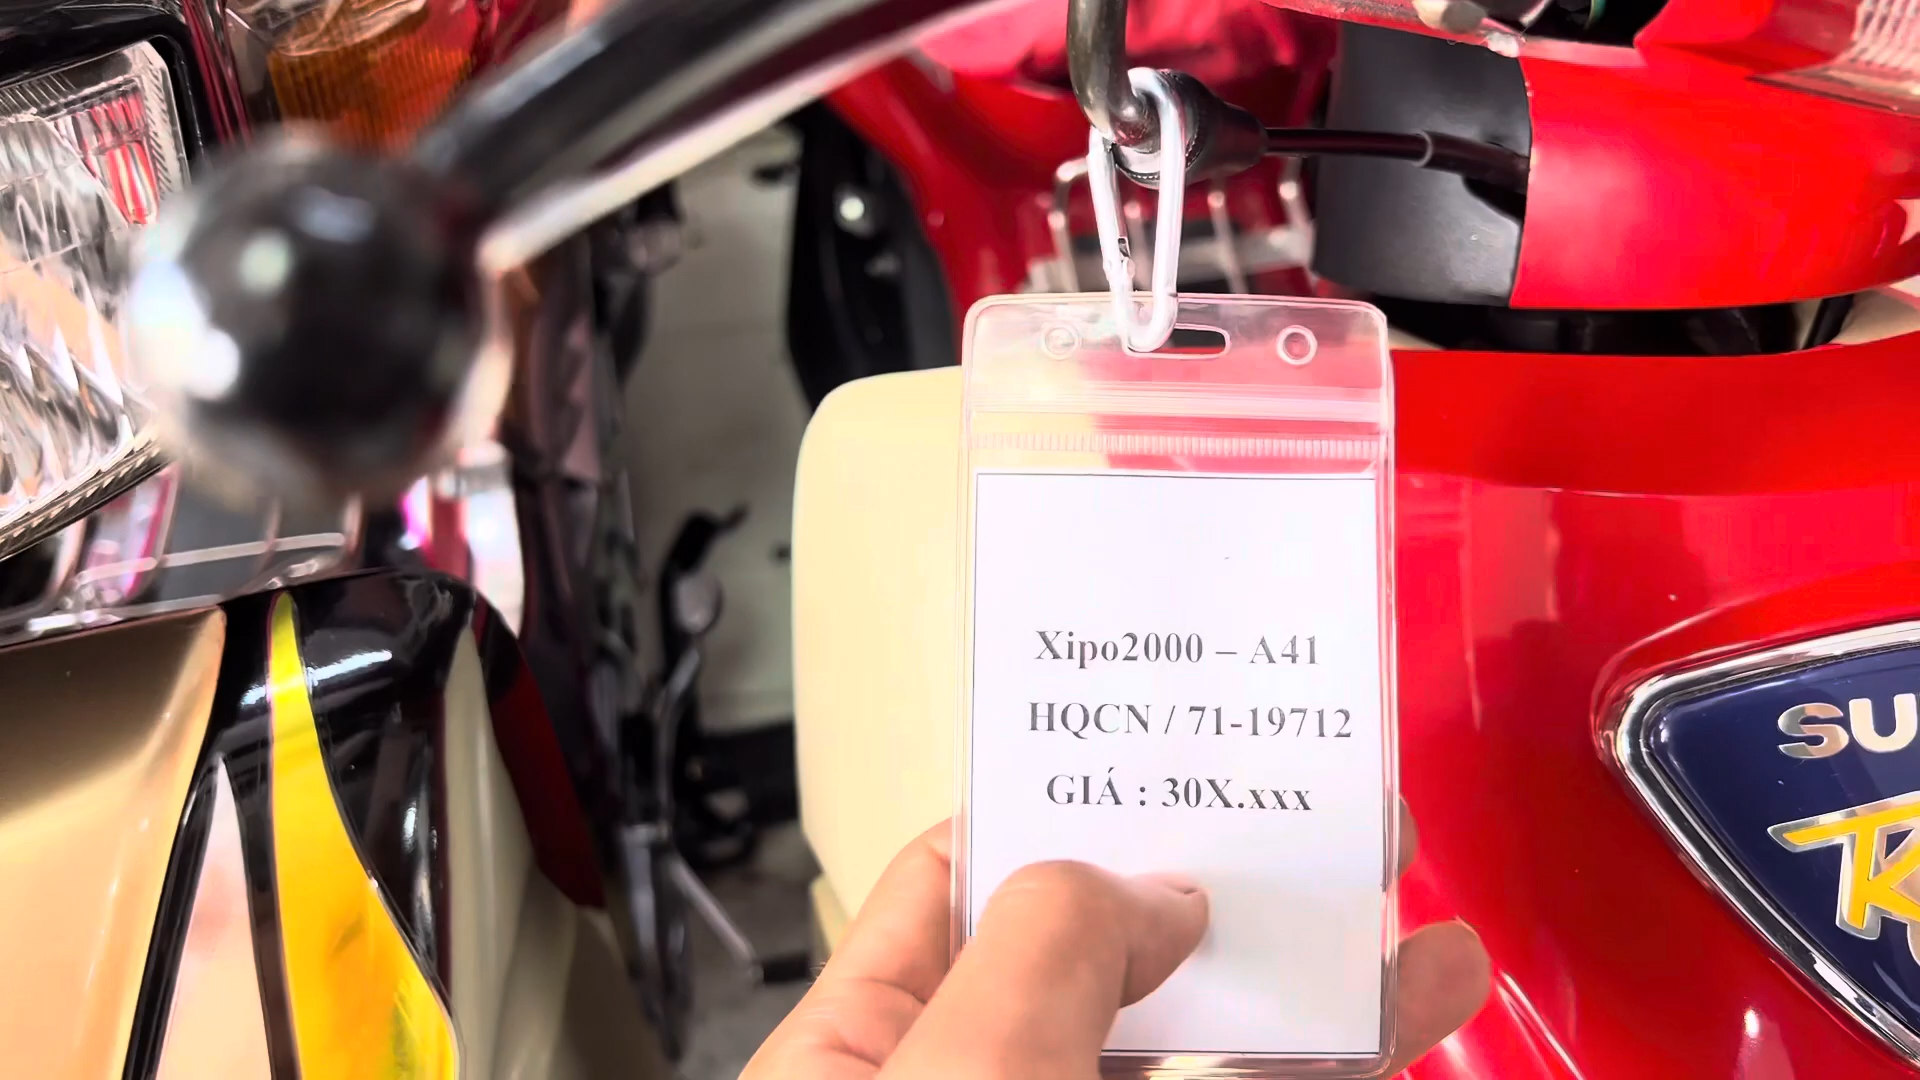 Xipo2000 – A41
HQCN / 71-19712
GIÁ : 30X.xxx
SU